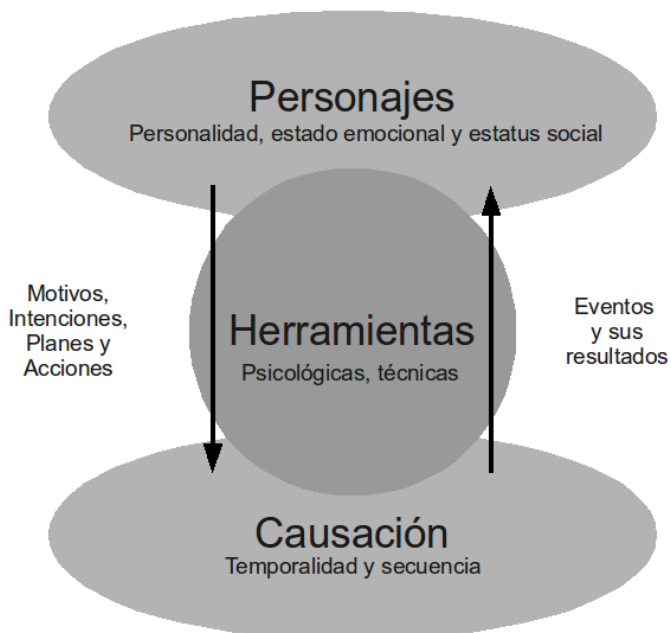 Personajes
Personalidad, estado emocional y estatus social
Motivos,
Intenciones,
Planes y
Acciones
Herramientas
Psicológicas, técnicas
Eventos
y sus
resultados
Causación
Temporalidad y secuencia